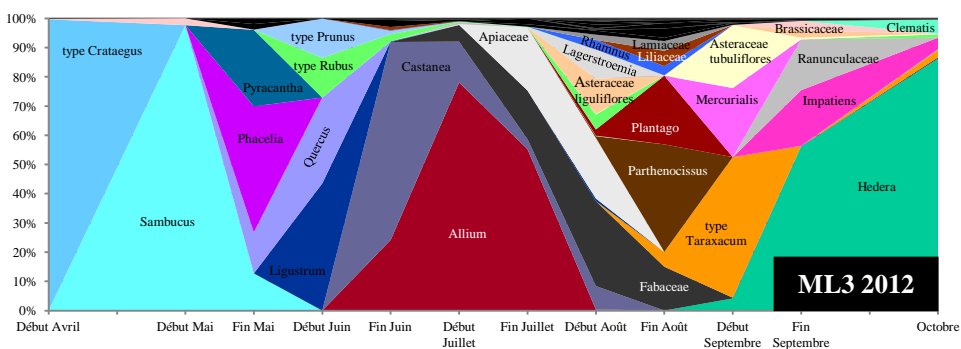 100%
90%
80%
70%
60%
50%
40%
30%
20%
10%
0%
type Crataegus
Sambucus
Pyracantha
Phacelia
type Prunus
type Rubus
Quercus
Ligustrum
Castanea
Allium
Apiaceae
Rhamnus
Lagerstroemia
Asteraceae
liguliflores
Lamiaceae
Liliaceae
Plantago
Parthenocissus
Fabaceae
Asteraceae
tubuliflores
Mercurialis
type
Taraxacum
Brassicaceae
Ranunculaceae
Impatiens
Clematis
Hedera
ML3 2012
Début Avril
Début Mai
Fin Mai
Début Juin
Fin Juin
Début
Juillet
Fin Juillet
Début Août
Fin Août
Début
Septembre
Fin
Septembre
Octobre